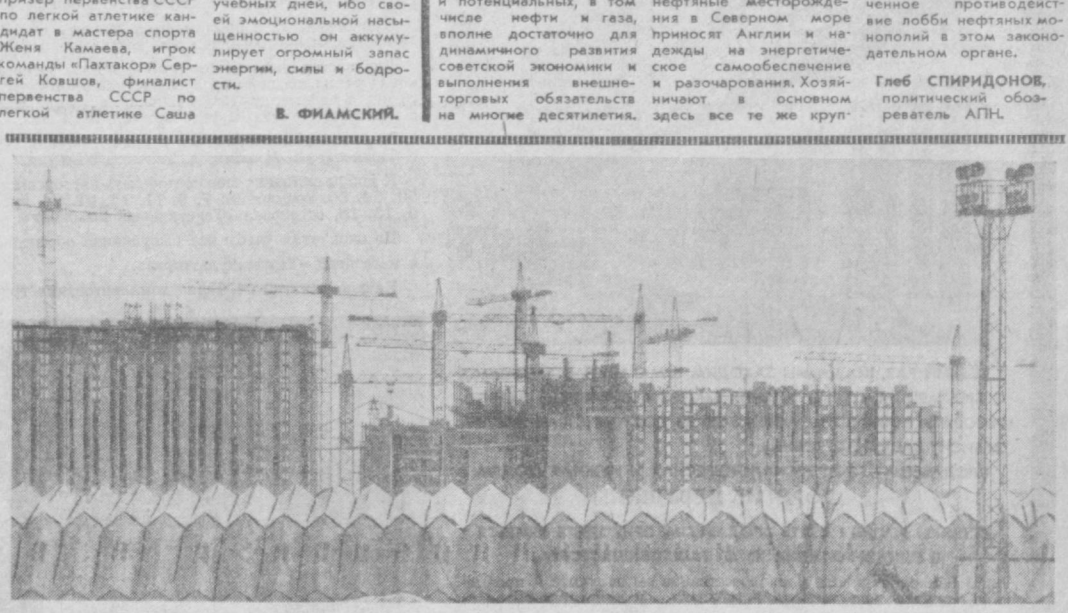 призер первенства СССР
по легкой атлетике кан-
дидат в мастера спорта
Женя Камаева, игрок
команды «Пахтакор» Сер-
гей Ковшов, финалист
первенства СССР по
легкой атлетике Саша
учебных дней, ибо сво-
ей эмоциональной насы-
щенностью он аккуму-
лирует огромный запас
энергии, силы и бодро-
сти.
В. ФИАМСКИЙ.
и потенциальных, в том
числе нефти и газа,
вполне достаточно для
динамичного развития
советской экономики и
выполнения внешне-
торговых обязательств
на многие десятилетия.
нефтяные месторожде-
ния в Северном море
приносят Англии и на-
дежды на энергетиче-
ское самообеспечение
и разочарования. Хозяй-
ничают в основном
здесь все те же круп-
ченное противодейст-
вие лобби нефтяных мо-
нополий в этом законо-
дательном органе.
Глеб СПИРИДОНОВ,
политический обоз-
реватель АПН.